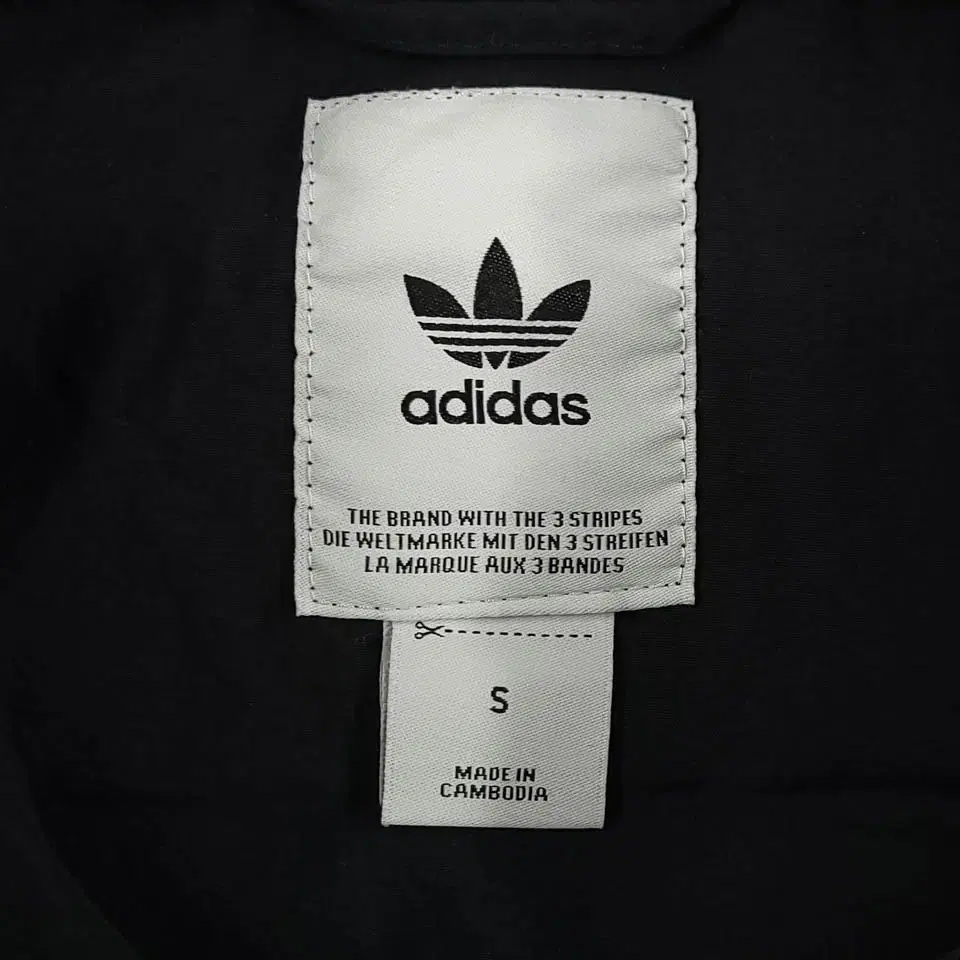 adidas
THE BRAND WITH THE 3 STRIPES
DIE WELTMARKE MIT DEN 3 STREIFEN
LA MARQUE AUX 3 BANDES
S
MADE IN
CAMBODIA